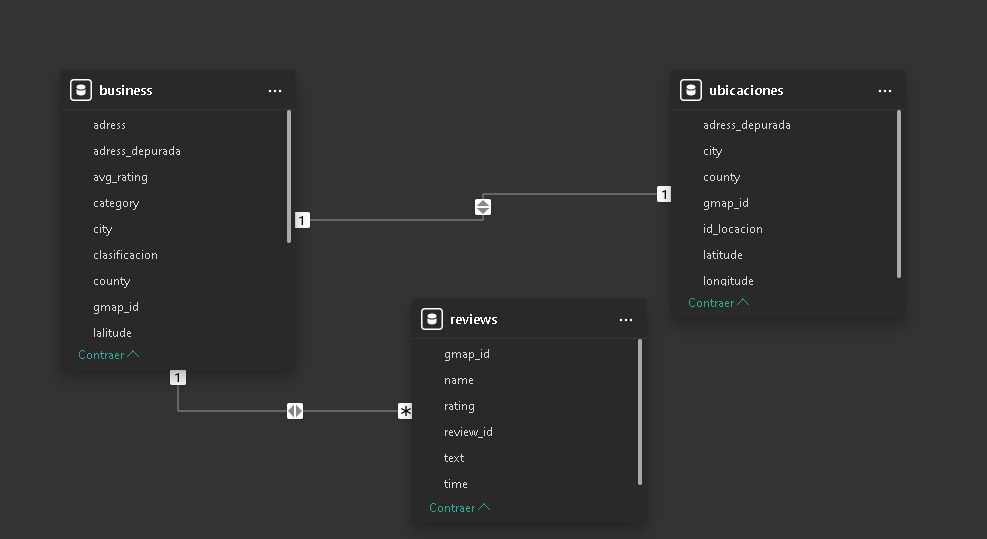 business
...
adress
adress_depurada
avg_rating
category
city
clasificacion
county
gmap_id
lalitude
Contraer
1
1
ubicaciones
...
adress_depurada
city
county
gmap_id
id_locacion
latitude
longitude
Contraer
1
1
*
reviews
...
gmap_id
name
rating
review_id
text
time
Contraer